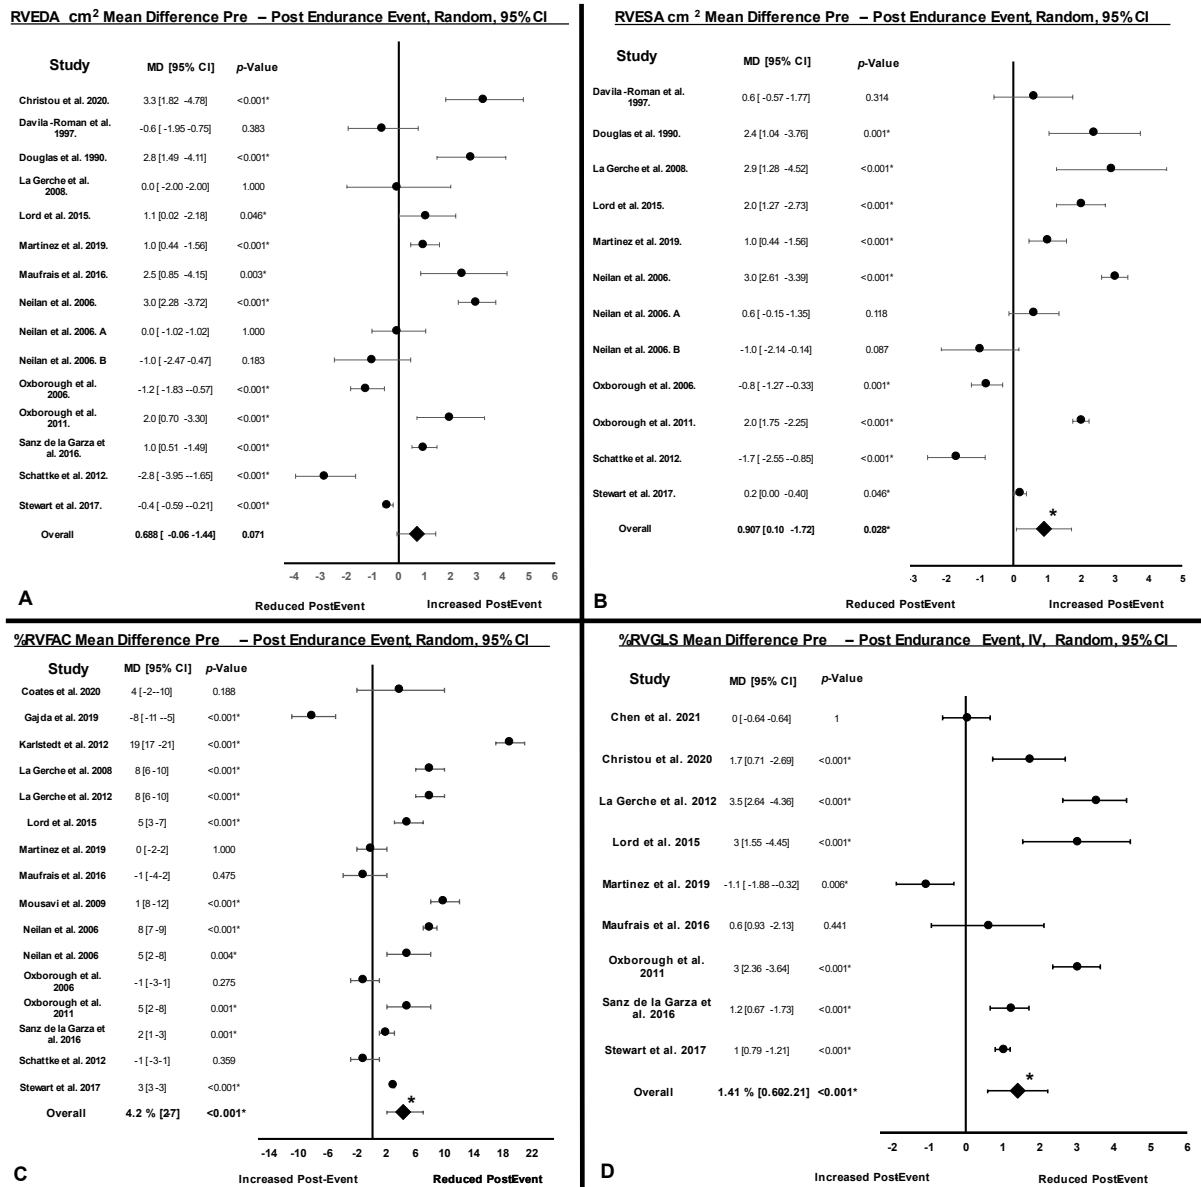 RVEDA cm² Mean Difference Pre – Post Endurance Event, Random, 95% CI
Study MD [95% CI] p-Value
Christou et al. 2020. 3.3 [1.82 -4.78] <0.001*
Davila -Roman et al. 1997. -0.6 [ -1.95 -0.75] 0.383
Douglas et al. 1990. 2.8 [1.49 -4.11] <0.001*
La Gerche et al. 2008. 0.0 [ -2.00 -2.00] 1.000
Lord et al. 2015. 1.1 [0.02 -2.18] 0.046*
Martinez et al. 2019. 1.0 [0.44 -1.56] <0.001*
Maufrais et al. 2016. 2.5 [0.85 -4.15] 0.003*
Neilan et al. 2006. 3.0 [2.28 -3.72] <0.001*
Neilan et al. 2006. A 0.0 [ -1.02 -1.02] 1.000
Neilan et al. 2006. B -1.0 [ -2.47 -0.47] 0.183
Oxborough et al. 2006. -1.2 [ -1.83 --0.57] <0.001*
Oxborough et al. 2011. 2.0 [0.70 -3.30] <0.001*
Sanz de la Garza et al. 2016. 1.0 [0.51 -1.49] <0.001*
Schattke et al. 2012. -2.8 [ -3.95 --1.65] <0.001*
Stewart et al. 2017. -0.4 [ -0.59 --0.21] <0.001*
Overall 0.688 [ -0.06 -1.44] 0.071
-4 -3 -2 -1 0 1 2 3 4 5 6
A
Reduced PostEvent Increased PostEvent
RVESA cm ² Mean Difference Pre – Post Endurance Event, Random, 95% CI
Study MD [95% CI] p-Value
Davila-Roman et al. 1997. 0.6 [ -0.57 -1.77] 0.314
Douglas et al. 1990. 2.4 [1.04 -3.76] 0.001*
La Gerche et al. 2008. 2.9 [1.28 -4.52] <0.001*
Lord et al. 2015. 2.0 [1.27 -2.73] <0.001*
Martinez et al. 2019. 1.0 [0.44 -1.56] <0.001*
Neilan et al. 2006. 3.0 [2.61 -3.39] <0.001*
Neilan et al. 2006. A 0.6 [ -0.15 -1.35] 0.118
Neilan et al. 2006. B -1.0 [ -2.14 -0.14] 0.087
Oxborough et al. 2006. -0.8 [ -1.27 --0.33] 0.001*
Oxborough et al. 2011. 2.0 [1.75 -2.25] <0.001*
Schattke et al. 2012. -1.7 [ -2.55 --0.85] <0.001*
Stewart et al. 2017. 0.2 [0.00 -0.40] 0.046*
*
Overall 0.907 [0.10 -1.72] 0.028*
-3 -2 -1 0 1 2 3 4 5
B
Reduced PostEvent Increased PostEvent
%RVFAC Mean Difference Pre – Post Endurance Event, Random, 95% CI
Study MD [95% CI] p-Value
Coates et al. 2020 4 [-2--10] 0.188
Gajda et al. 2019 -8 [-11 --5] <0.001*
Karlstedt et al. 2012 19 [17 -21] <0.001*
La Gerche et al. 2008 8 [6 -10] <0.001*
La Gerche et al. 2012 8 [6 -10] <0.001*
Lord et al. 2015 5 [3 -7] <0.001*
Martinez et al. 2019 0 [-2-2] 1.000
Maufrais et al. 2016 -1 [-4-2] 0.475
Mousavi et al. 2009 1 [8 -12] <0.001*
Neilan et al. 2006 8 [7 -9] <0.001*
Neilan et al. 2006 5 [2 -8] 0.004*
Oxborough et al. 2006 -1 [-3-1] 0.275
Oxborough et al. 2011 5 [2 -8] 0.001*
Sanz de la Garza et al. 2016 2 [1 -3] 0.001*
Schattke et al. 2012 -1 [-3-1] 0.359
Stewart et al. 2017 3 [3 -3] <0.001*
*
Overall 4.2 % [27] <0.001*
-14 -10 -6 -2 2 6 10 14 18 22
C
Increased Post-Event Reduced PostEvent
%RVGLS Mean Difference Pre – Post Endurance Event, IV, Random, 95% CI
Study MD [95% CI] p-Value
Chen et al. 2021 0 [-0.64 -0.64] 1
Christou et al. 2020 1.7 [0.71 -2.69] <0.001*
La Gerche et al. 2012 3.5 [2.64 -4.36] <0.001*
Lord et al. 2015 3 [1.55 -4.45] <0.001*
Martinez et al. 2019 -1.1 [ -1.88 --0.32] 0.006*
Maufrais et al. 2016 0.6 [0.93 -2.13] 0.441
Oxborough et al. 2011 3 [2.36 -3.64] <0.001*
Sanz de la Garza et al. 2016 1.2 [0.67 -1.73] <0.001*
Stewart et al. 2017 1 [0.79 -1.21] <0.001*
*
Overall 1.41 % [0.602.21] <0.001*
-2 -1 0 1 2 3 4 5 6
D
Increased PostEvent Reduced PostEvent